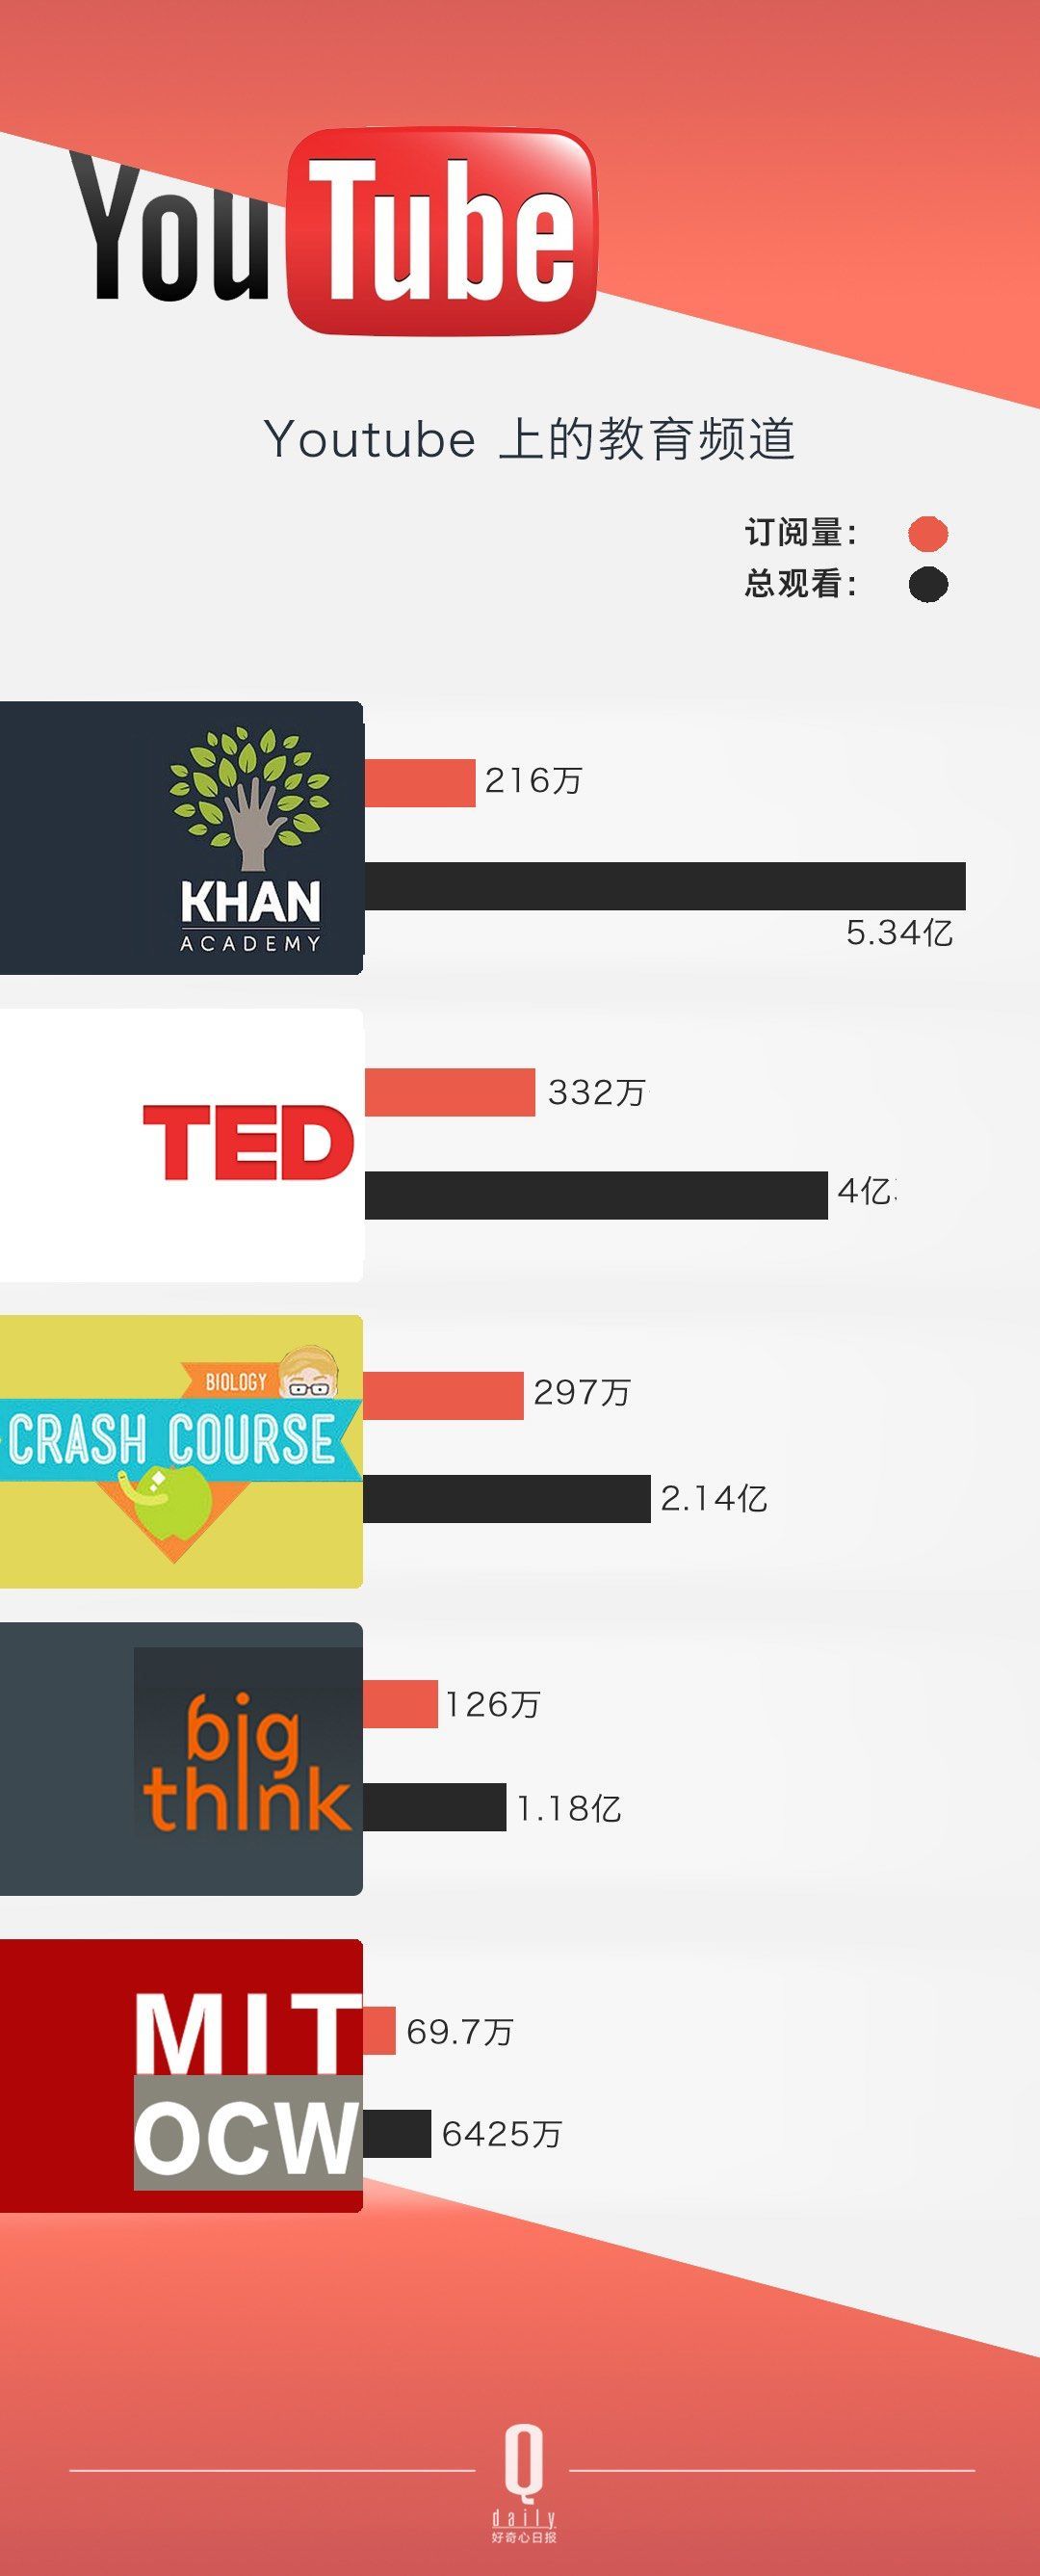 YouTube
Youtube 上的教育频道
订阅量：
总观看：
KHAN
ACADEMY
216万
5.34亿
TED
332万
4亿
BIOLOGY
CRASH COURSE
297万
2.14亿
big
think
126万
1.18亿
MIT
OCW
69.7万
6425万
Q
daily
好奇心日报